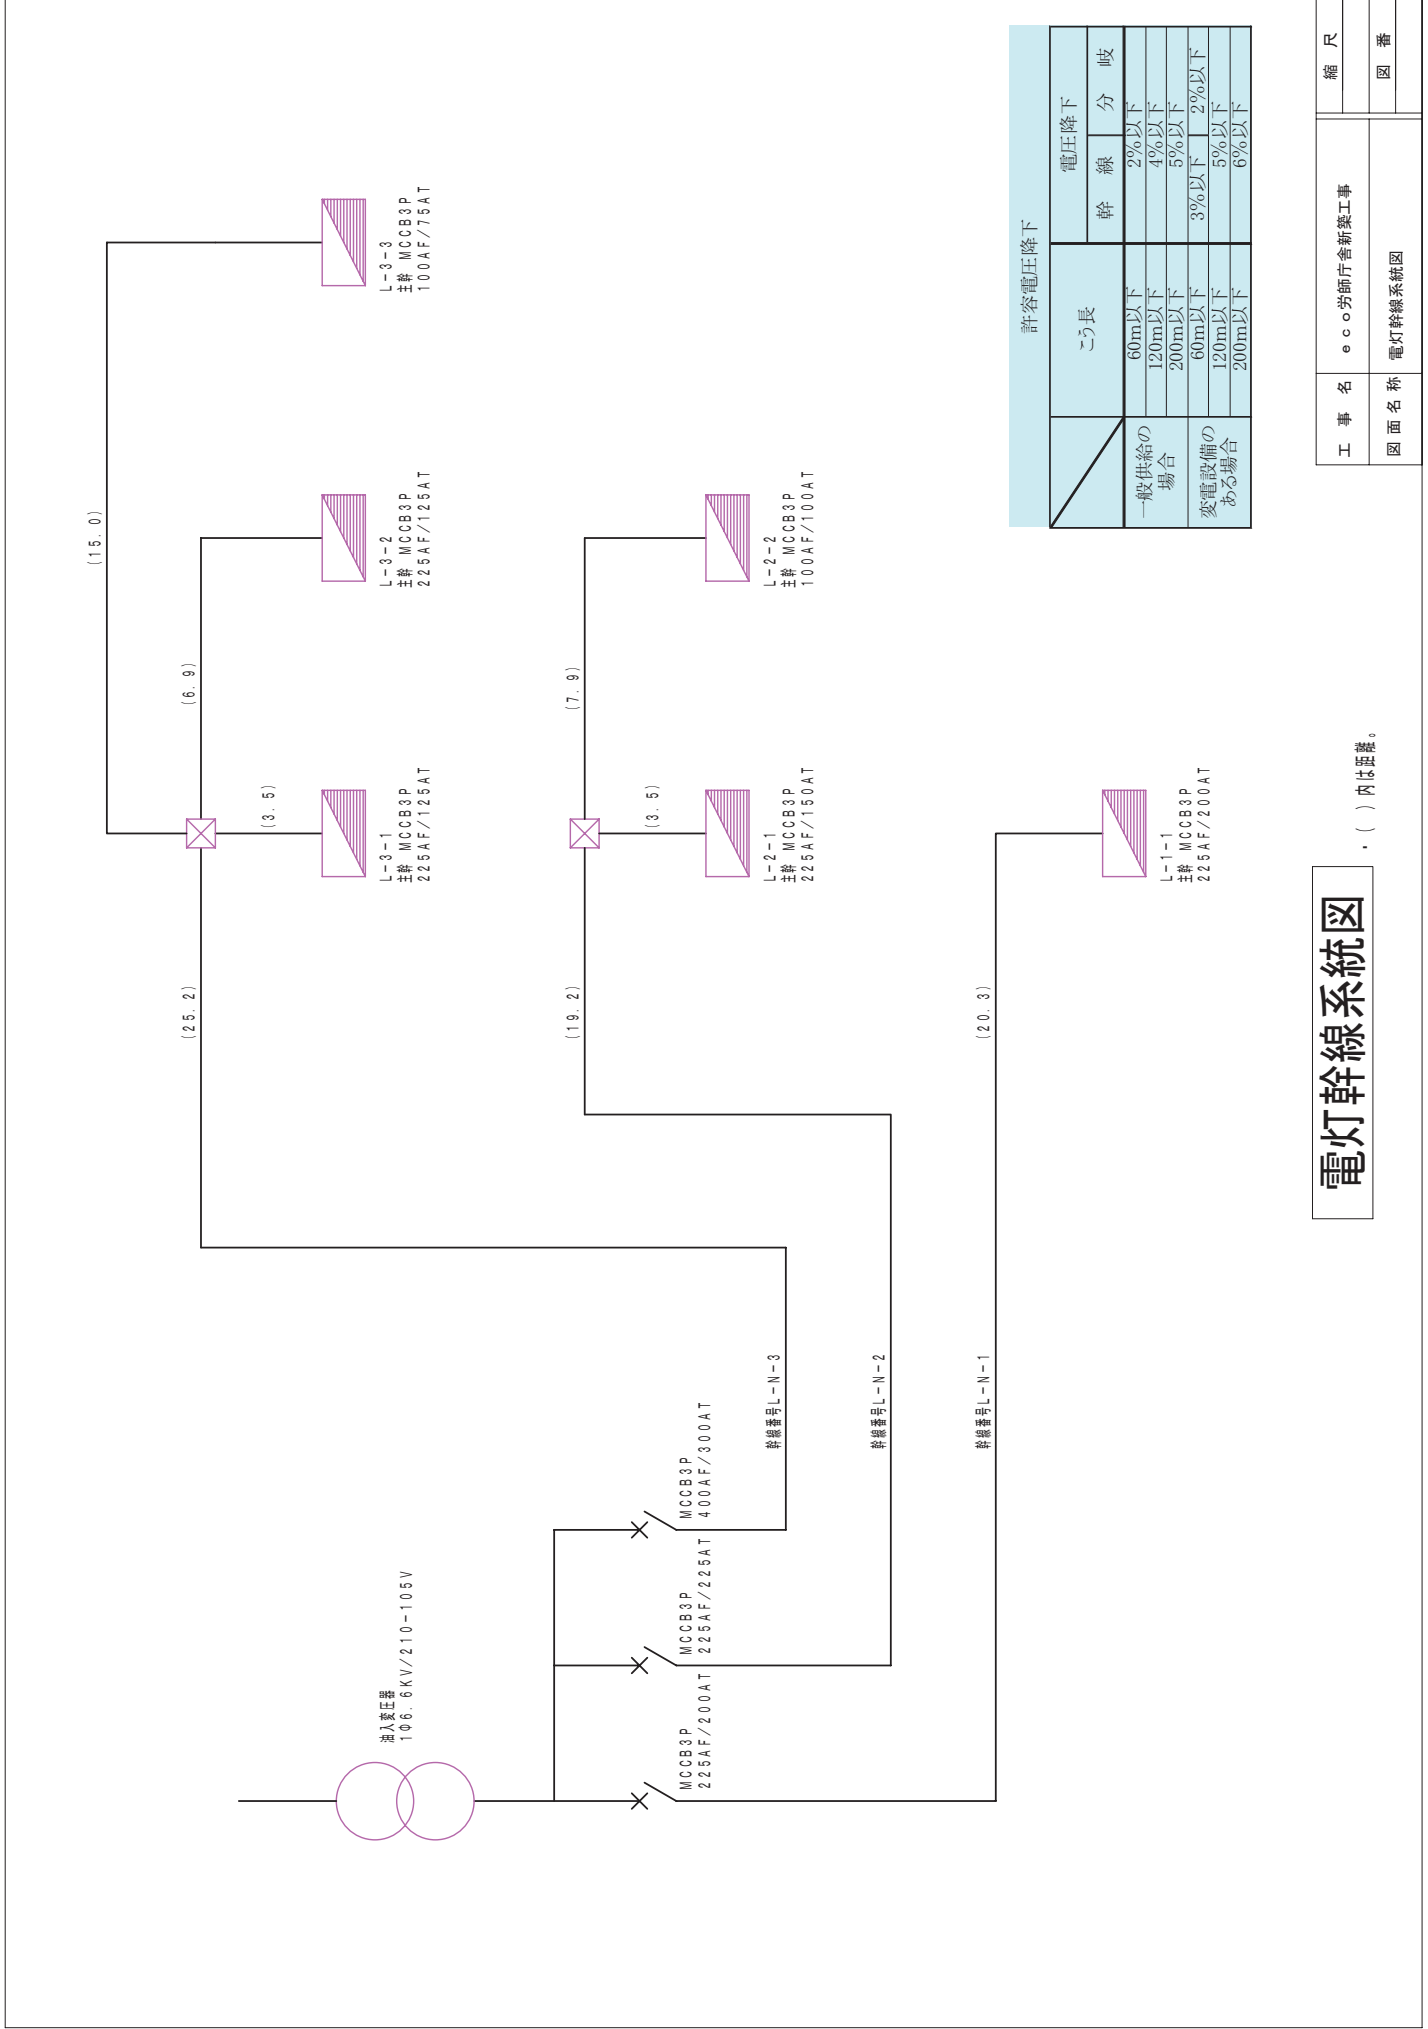 油入変圧器
1Φ6.6KV/210-105V
MCCB3P
225AF/200AT
MCCB3P
225AF/225AT
MCCB3P
400AF/300AT
幹線番号L-N-3
幹線番号L-N-2
幹線番号L-N-1
(25.2)
(19.2)
(20.3)
(15.0)
(6.9)
(3.5)
(7.9)
(3.5)
L-3-1
主幹 MCCB3P
225AF/125AT
L-3-2
主幹 MCCB3P
225AF/125AT
L-3-3
主幹 MCCB3P
100AF/75AT
L-2-1
主幹 MCCB3P
225AF/150AT
L-2-2
主幹 MCCB3P
100AF/100AT
L-1-1
主幹 MCCB3P
225AF/200AT
許容電圧降下
こう長 電圧降下
幹 線 分 岐
一般供給の
場合
60m以下 2%以下
120m以下 4%以下
200m以下 5%以下
変電設備の
ある場合
60m以下 3%以下 2%以下
120m以下 5%以下
200m以下 6%以下
電灯幹線系統図
・( )内は距離。
工 事 名 eco労師庁舎新築工事 縮 尺
図 面 名 称 電灯幹線系統図 図 番